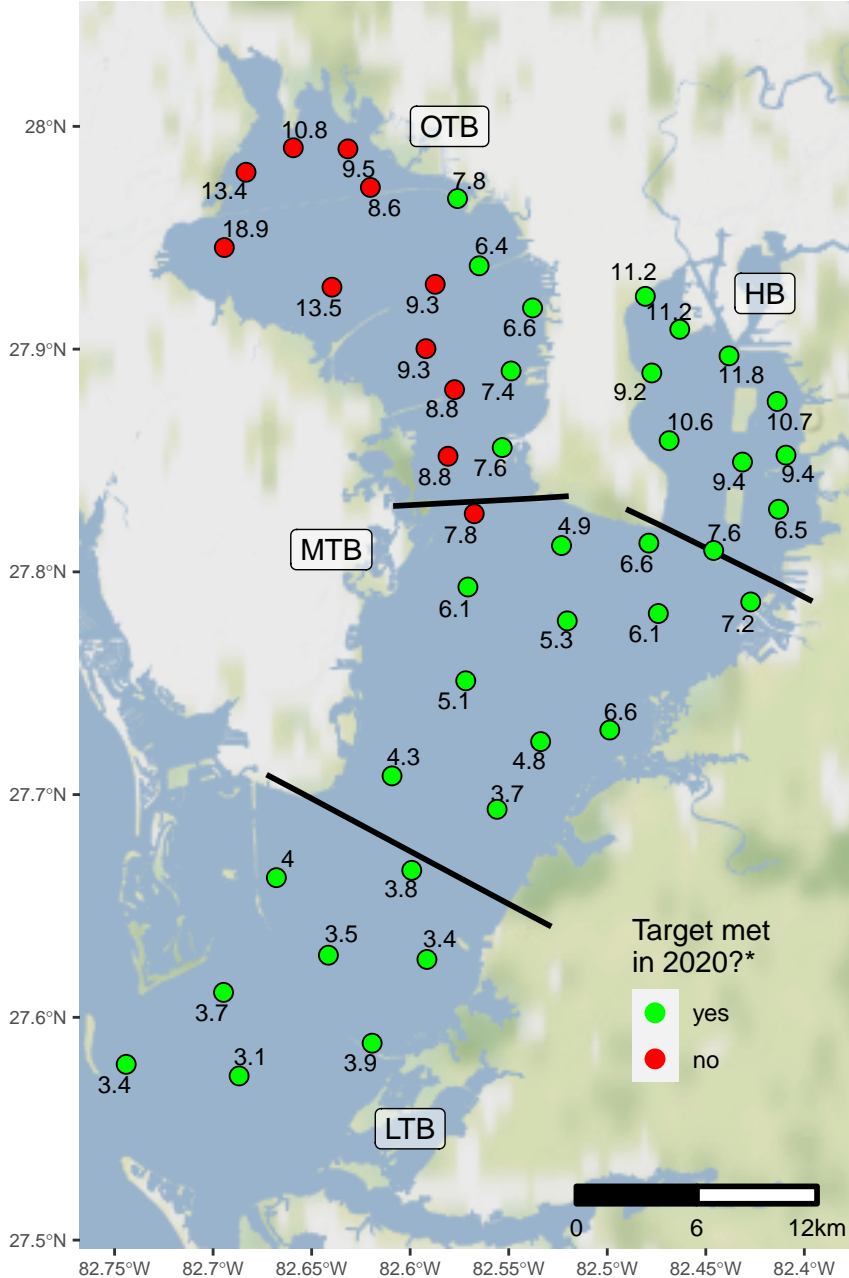 28°N
27.9°N
27.8°N
27.7°N
27.6°N
27.5°N
82.75°W
82.7°W
82.65°W
82.6°W
82.55°W
82.5°W
82.45°W
82.4°W
OTB
10.8
9.5
13.4
8.6
7.8
18.9
6.4
13.5
9.3
6.6
9.3
7.4
8.8
8.8
7.6
HB
11.2
11.2
11.8
9.2
10.7
10.6
9.4
9.4
6.5
7.6
MTB
7.8
4.9
6.6
6.1
5.3
6.1
7.2
5.1
6.6
4.8
4.3
3.7
4
3.8
3.5
3.4
3.7
3.9
3.4
3.1
LTB
Target met
in 2020?*
yes
no
0
6
12km